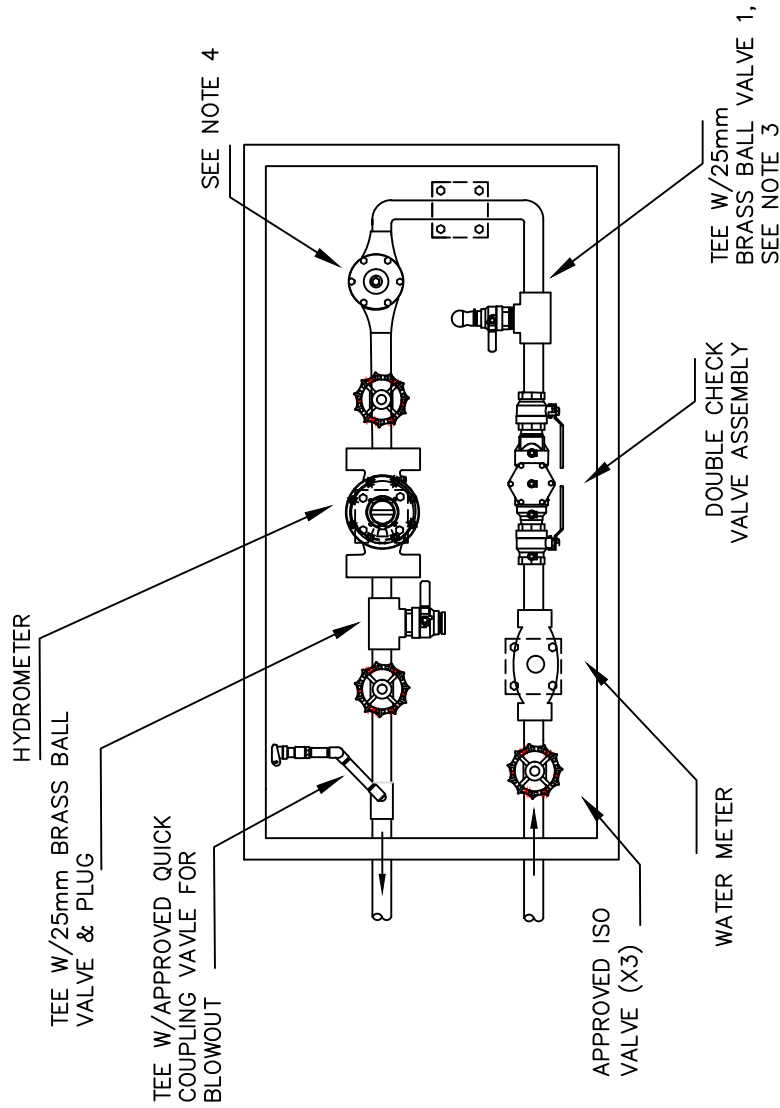 HYDROMETER
TEE W/25mm BRASS BALL
VALVE & PLUG
TEE W/APPROVED QUICK
COUPLING VAVLE FOR
BLOWOUT
SEE NOTE 4
APPROVED ISO
VALVE (X3)
WATER METER
DOUBLE CHECK
VALVE ASSEMBLY
TEE W/25mm
BRASS BALL VALVE 1,
SEE NOTE 3